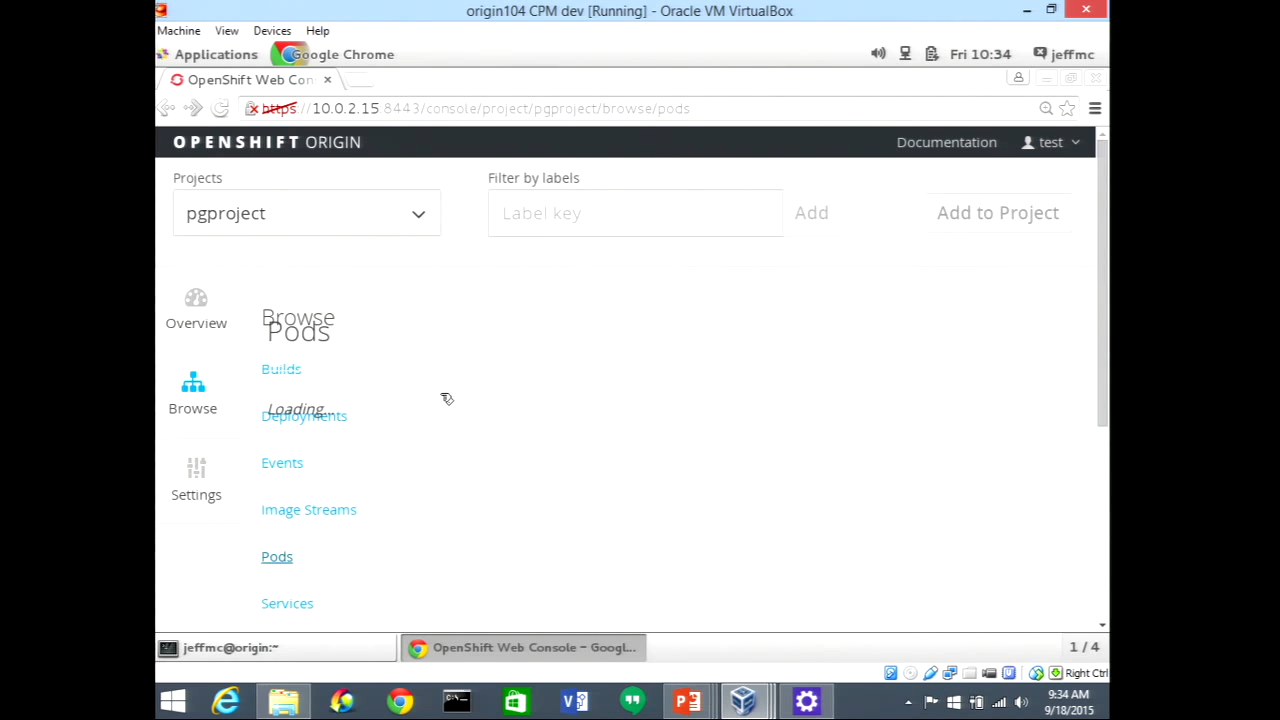 origin104 CPM dev [Running] - Oracle VM VirtualBox
Machine View Devices Help
Applications Google Chrome Fri 10:34 jeffmc
OpenShift Web Con
https://10.0.2.15:8443/console/project/pgproject/browse/pods
OPENSHIFT ORIGIN Documentation test
Projects Filter by labels
pgproject Label key Add Add to Project
Overview
Browse
Settings
Browse
Pods
Builds
Loading...
Deployments
Events
Image Streams
Pods
Services
jeffmc@origin:~ OpenShift Web Console - Googl... 1 / 4
Right Ctrl
9:34 AM
9/18/2015